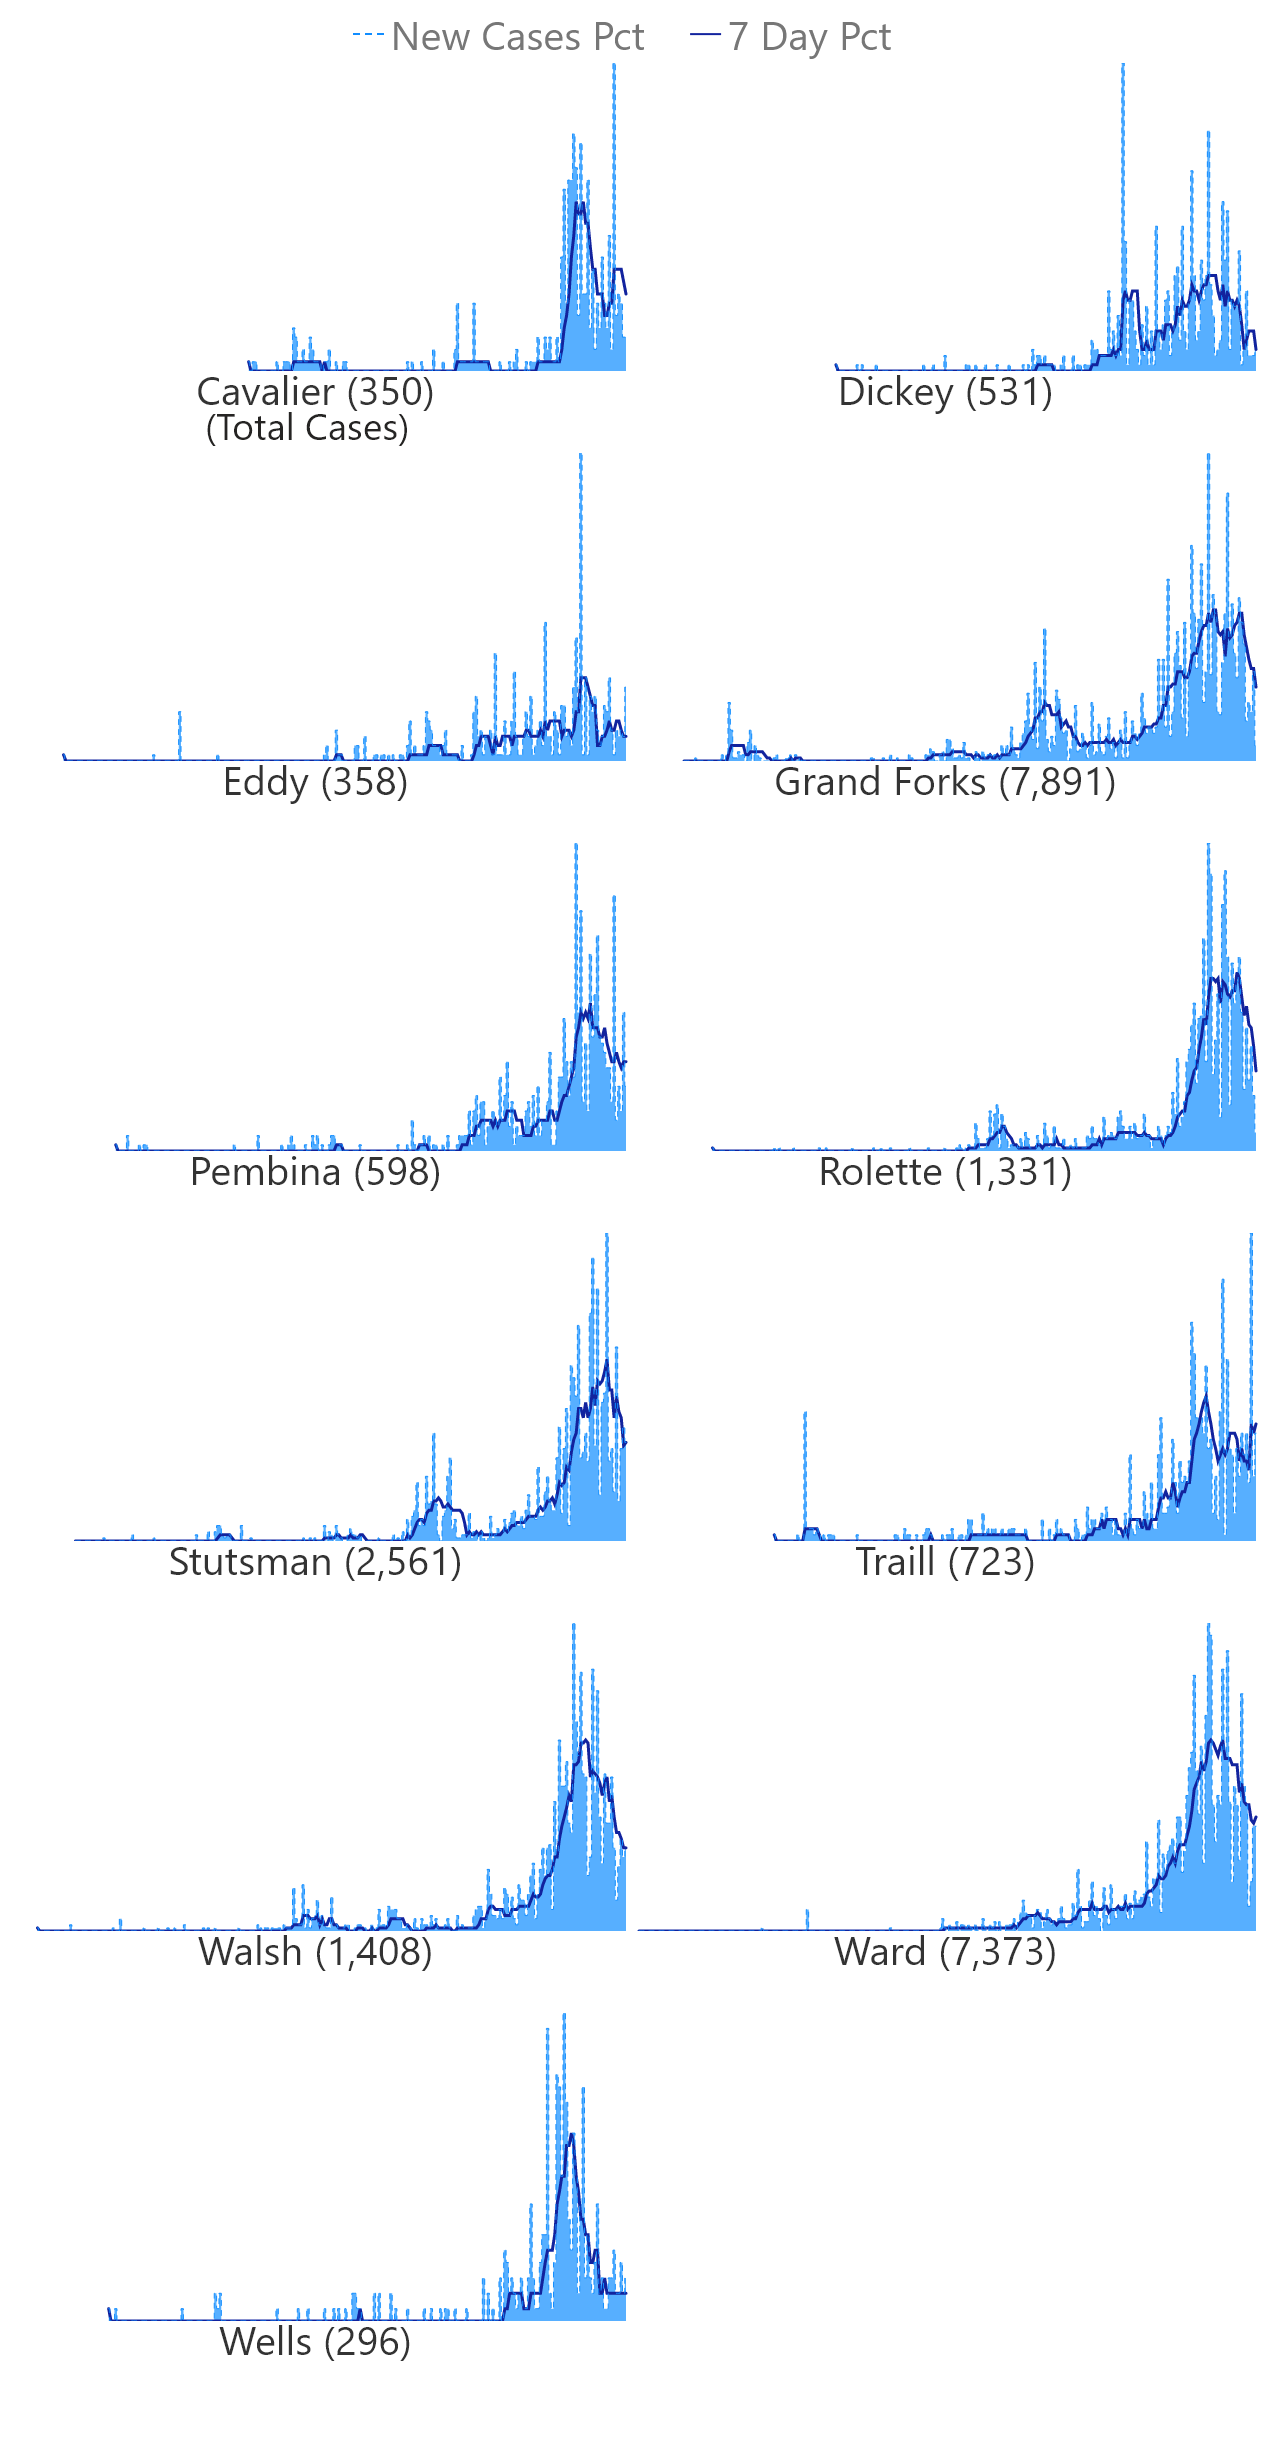 New Cases Pct 7 Day Pct
Cavalier (350) Dickey (531)
(Total Cases)
Eddy (358) Grand Forks (7,891)
Pembina (598) Rolette (1,331)
Stutsman (2,561) Traill (723)
Walsh (1,408) Ward (7,373)
Wells (296)